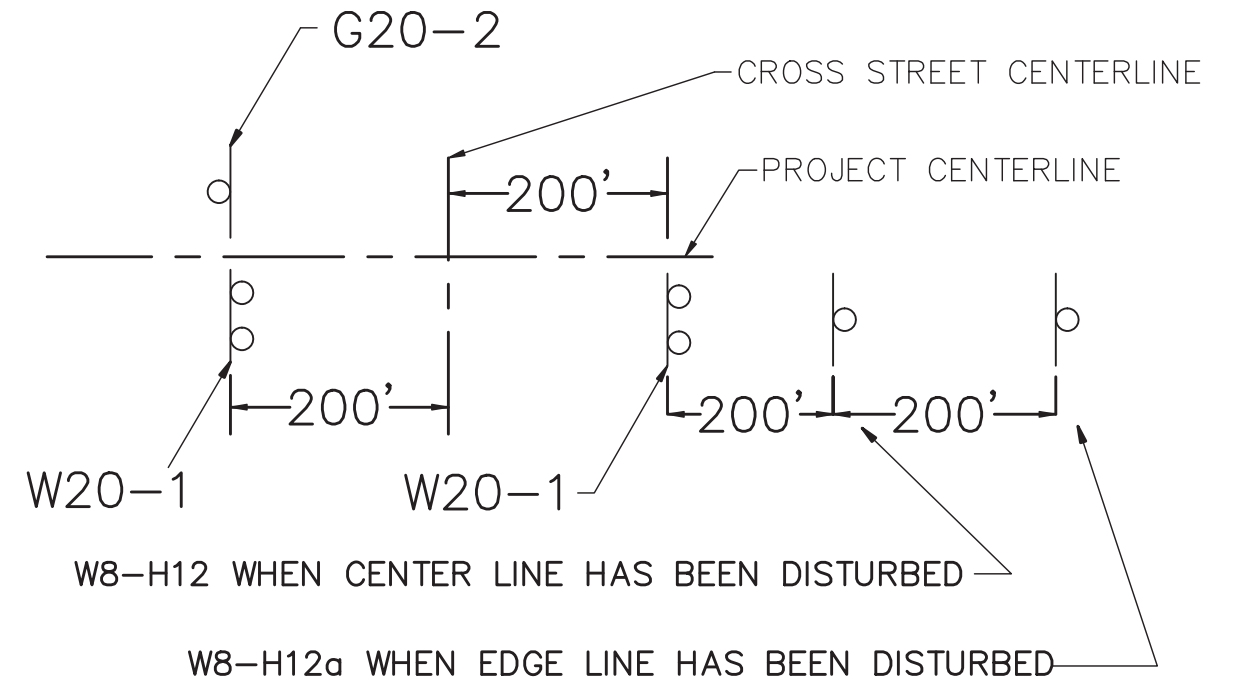 G20-2
CROSS STREET CENTERLINE
PROJECT CENTERLINE
200'
200'
200'
200'
W20-1
W20-1
W8-H12 WHEN CENTER LINE HAS BEEN DISTURBED
W8-H12a WHEN EDGE LINE HAS BEEN DISTURBED